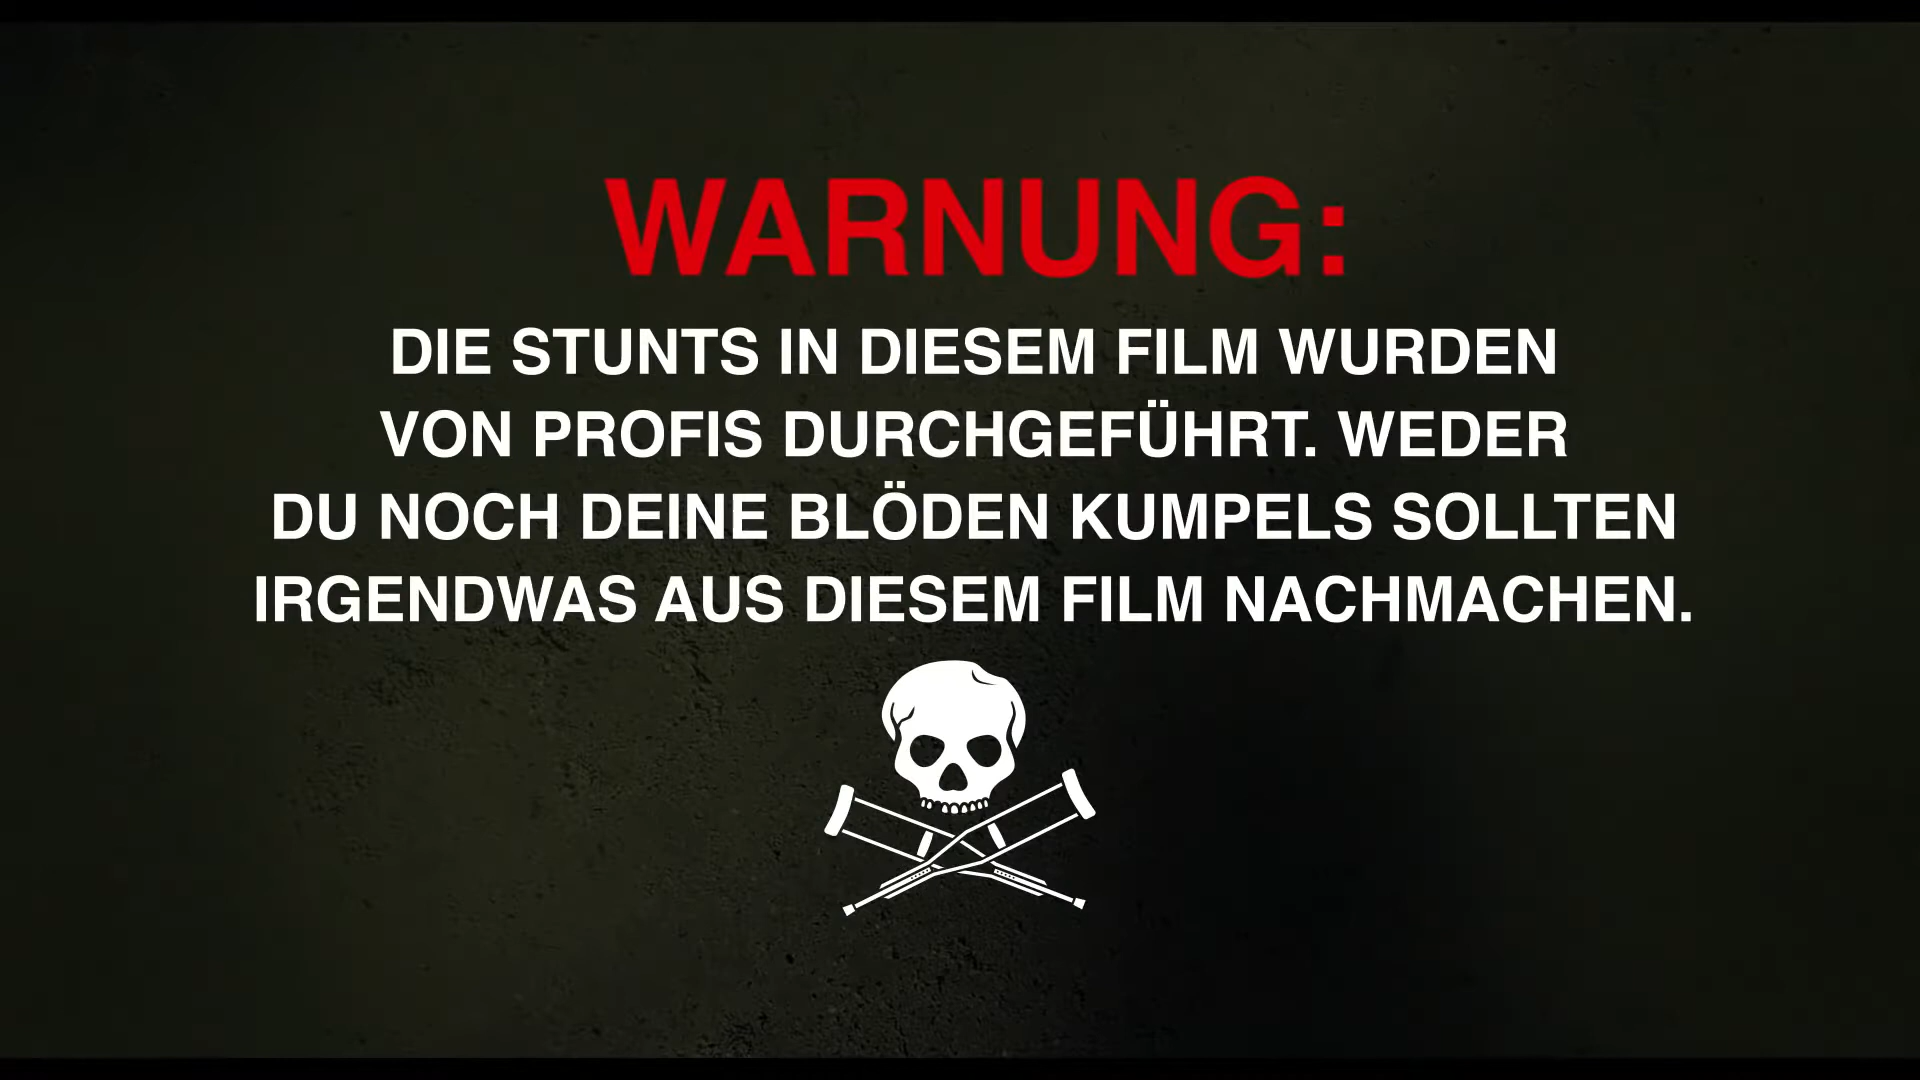 WARNUNG:
DIE STUNTS IN DIESEM FILM WURDEN
VON PROFIS DURCHGEFÜHRT. WEDER
DU NOCH DEINE BLÖDEN KUMPELS SOLLTEN
IRGENDWAS AUS DIESEM FILM NACHMACHEN.